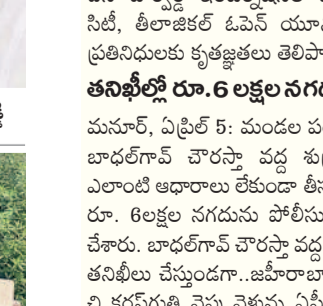 సిటీ, తీలాజికల్ ఓపెన్ యూ
ప్రతినిధులకు కృతజ్ఞతలు తెలిపా
తనిఖీల్లో రూ.6 లక్షల నగ
మనూర్, ఏప్రిల్ 5: మండల ప
బాధల్‌గావ్ చౌరస్తా వద్ద శు
ఎలాంటి ఆధారాలు లేకుండా తీస
రూ. 6లక్షల నగదును పోలీసు
చేశారు. బాధల్‌గావ్ చౌరస్తా వద్ద
తనిఖీలు చేస్తుండగా..జహీరాబా